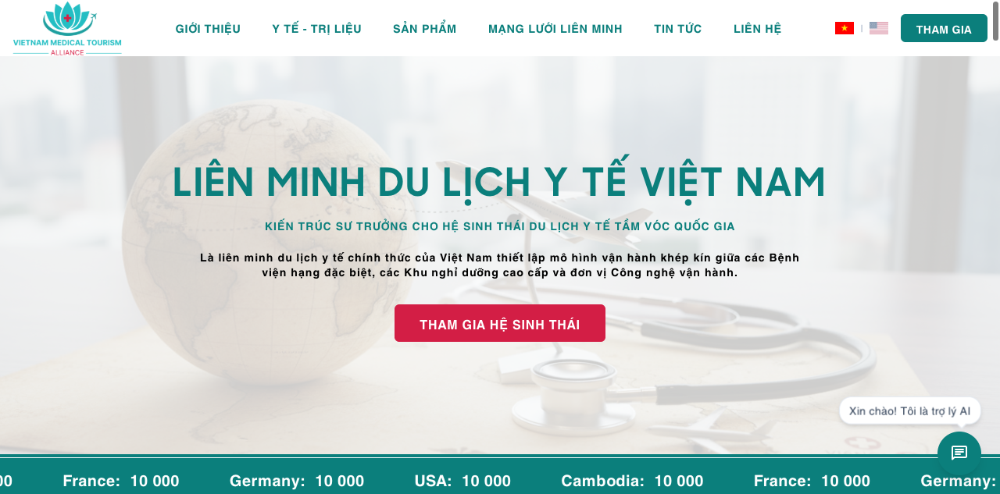 VIETNAM MEDICAL TOURISM
ALLIANCE
GIỚI THIỆU
Y TẾ - TRỊ LIỆU
SẢN PHẨM
MẠNG LƯỚI LIÊN MINH
TIN TỨC
LIÊN HỆ
|
THAM GIA
LIÊN MINH DU LỊCH Y TẾ VIỆT NAM
KIẾN TRÚC SƯ TRƯỞNG CHO HỆ SINH THÁI DU LỊCH Y TẾ TẦM VÓC QUỐC GIA
Là liên minh du lịch y tế chính thức của Việt Nam thiết lập mô hình vận hành khép kín giữa các Bệnh
viện hạng đặc biệt, các Khu nghỉ dưỡng cao cấp và đơn vị Công nghệ vận hành.
THAM GIA HỆ SINH THÁI
Xin chào! Tôi là trợ lý AI
00 France: 10 000 Germany: 10 000 USA: 10 000 Cambodia: 10 000 France: 10 000 Germany: